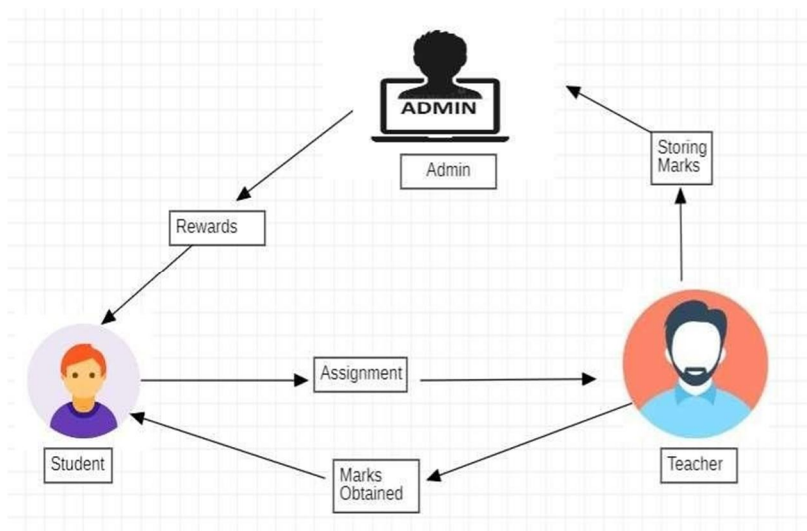 ADMIN
Admin
Storing
Marks
Rewards
Assignment
Student
Marks
Obtained
Teacher